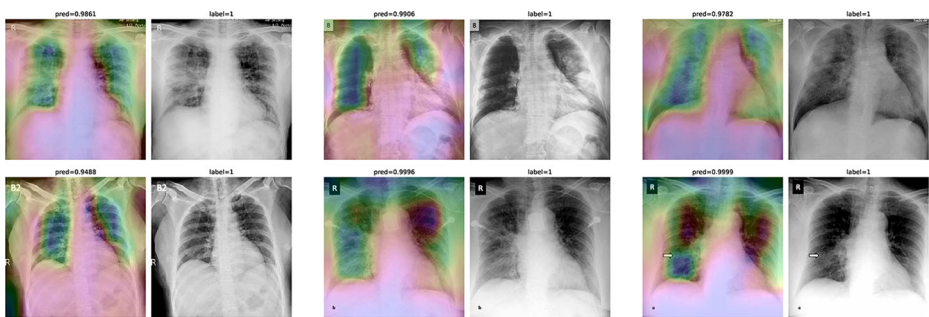 pred=0.9861 label=1 pred=0.9906 label=1 pred=0.9782 label=1
R R B B
pred=0.9488 label=1 pred=0.9996 label=1 pred=0.9999 label=1
B2 B2 R R R R
R R
b b a a